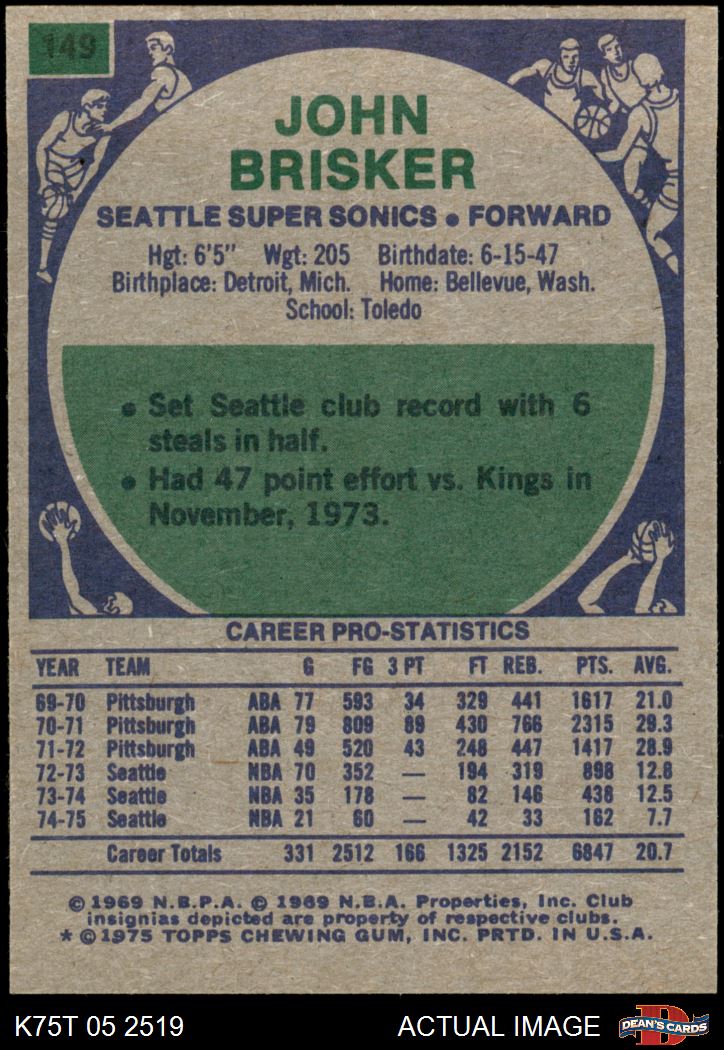 149
JOHN
BRISKER
SEATTLE SUPER SONICS • FORWARD
Hgt: 6'5" Wgt: 205 Birthdate: 6-15-47
Birthplace: Detroit, Mich. Home: Bellevue, Wash.
School: Toledo
• Set Seattle club record with 6
steals in half.
• Had 47 point effort vs. Kings in
November, 1973.
CAREER PRO-STATISTICS
YEAR TEAM G FG 3 PT FT REB. PTS. AVG.
69-70 Pittsburgh ABA 77 593 34 329 441 1617 21.0
70-71 Pittsburgh ABA 79 809 89 430 766 2315 29.3
71-72 Pittsburgh ABA 49 520 43 248 447 1417 28.9
72-73 Seattle NBA 70 352 — 194 319 898 12.8
73-74 Seattle NBA 35 178 — 82 146 438 12.5
74-75 Seattle NBA 21 60 — 42 33 162 7.7
Career Totals 331 2512 166 1325 2152 6847 20.7
© 1969 N.B.P.A. © 1969 N.B.A. Properties, Inc. Club
insignias depicted are property of respective clubs.
* © 1975 TOPPS CHEWING GUM, INC. PRTD. IN U.S.A.
K75T 05 2519 ACTUAL IMAGE D DEAN'S CARDS